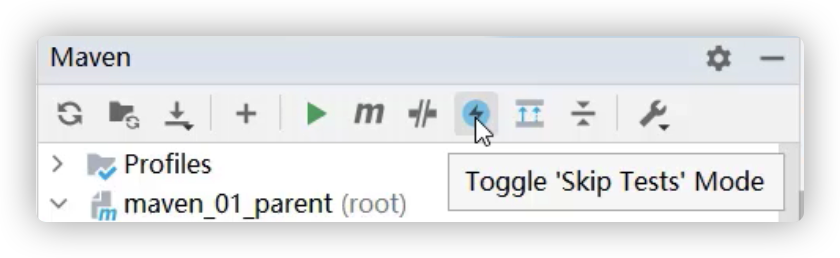 Maven
m
Profiles
Toggle 'Skip Tests' Mode
m maven_01_parent (root)